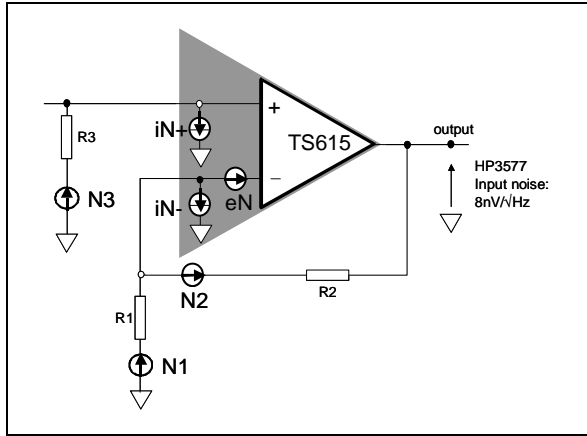 +
R3
iN+
TS615
output
N3
iN-
eN
−
HP3577
Input noise:
8nV/√Hz
N2
R2
R1
N1